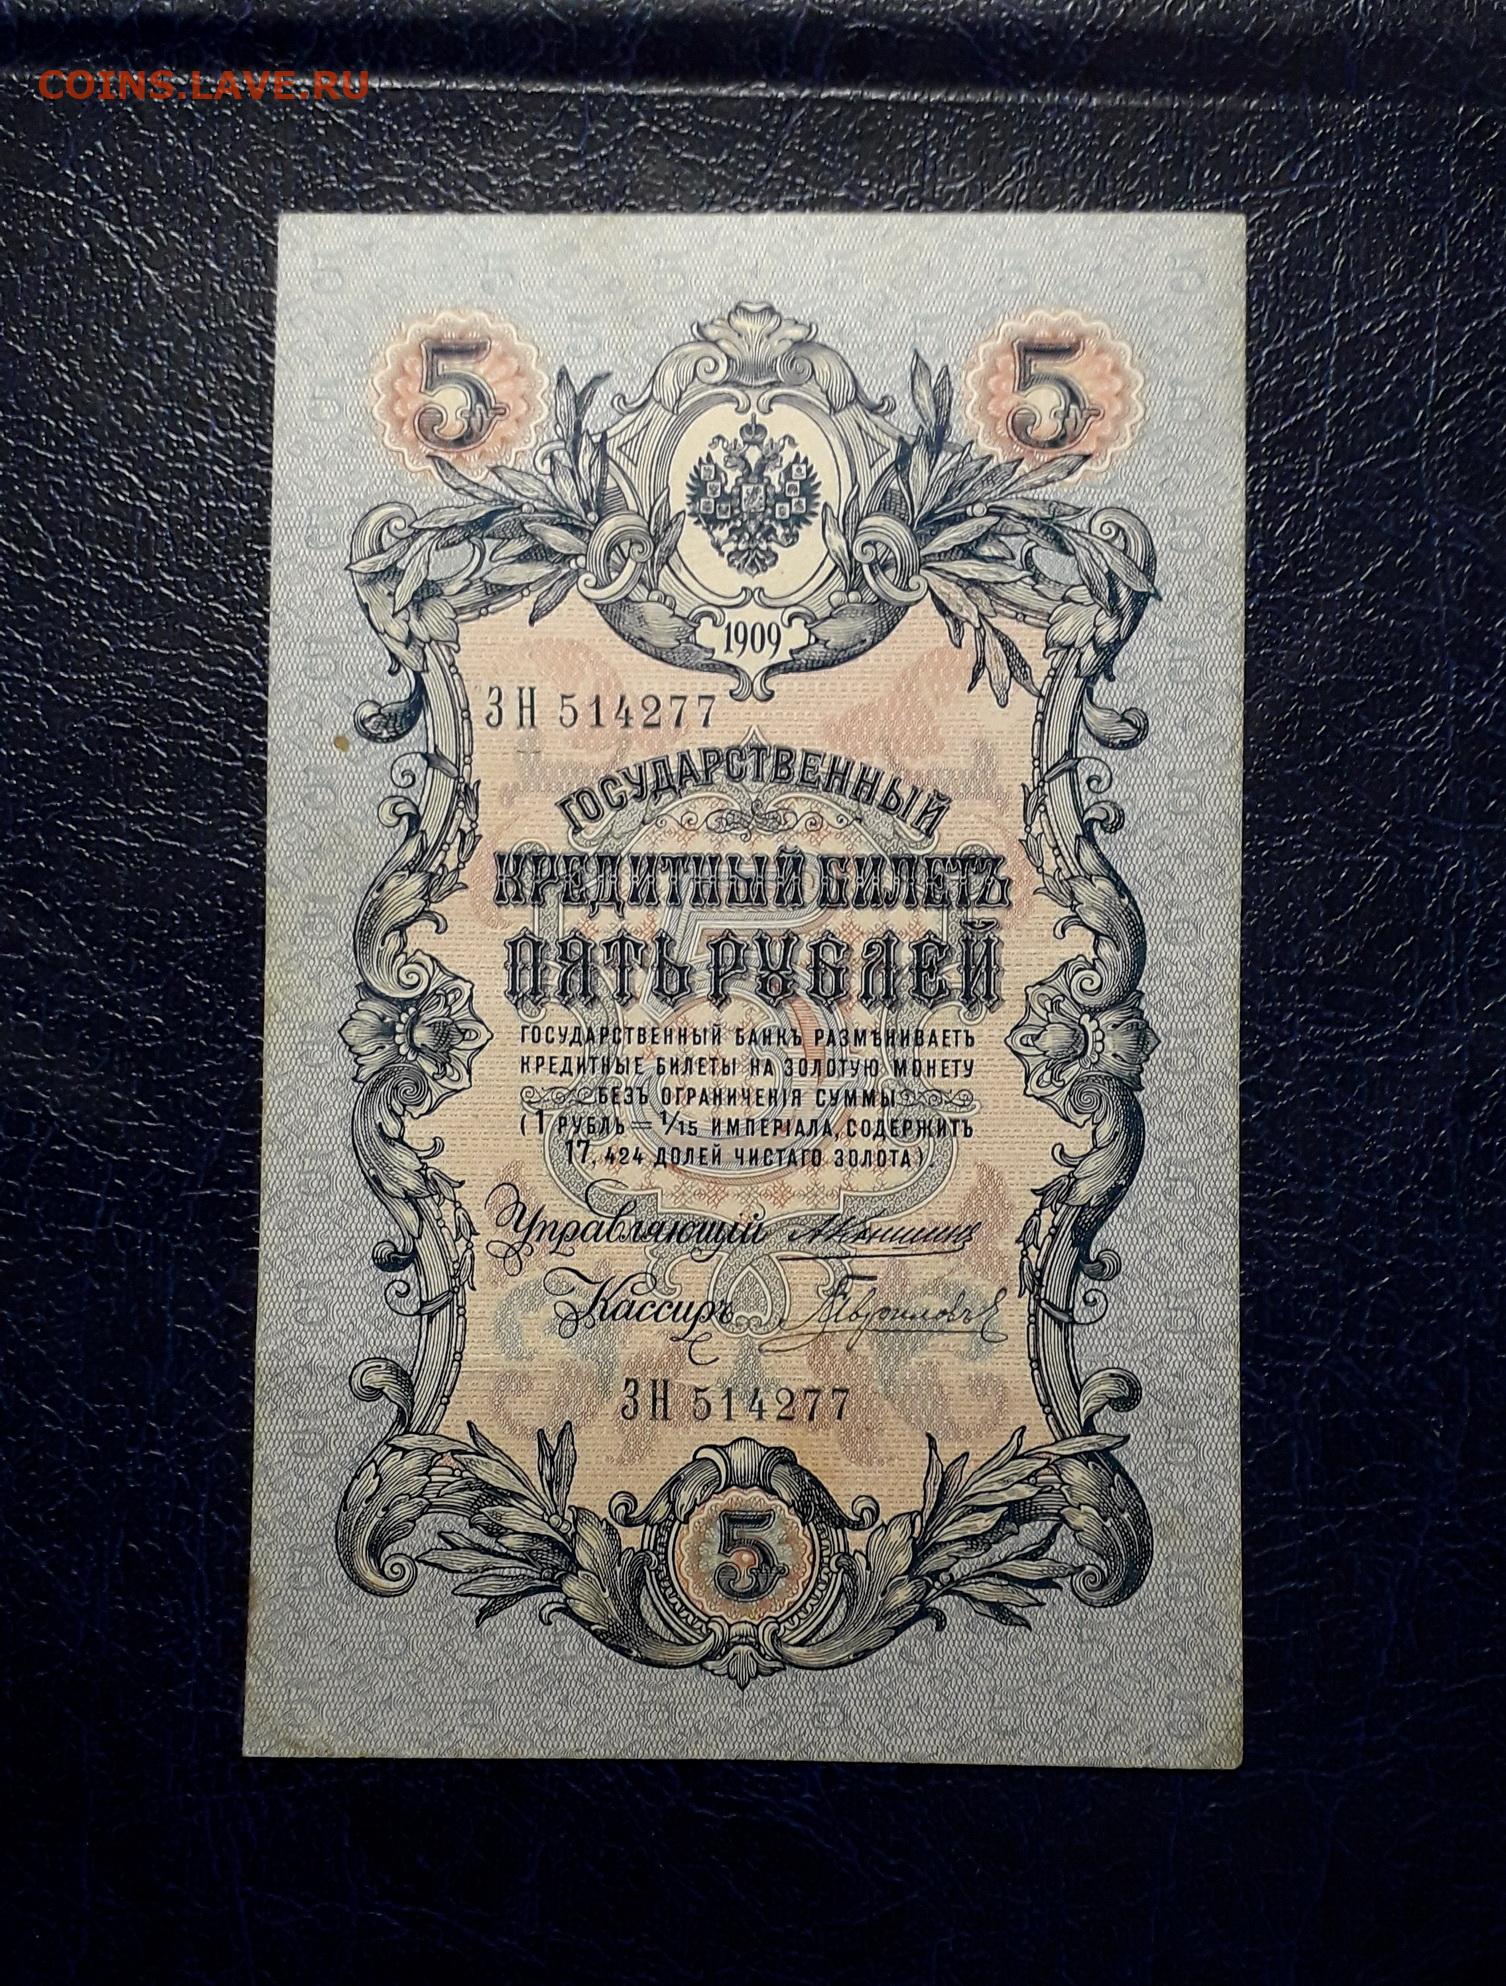 COINS.LAVE.RU
5 5
1909
ЗН 514277
ГОСУДАРСТВЕННЫЙ
КРЕДИТНЫЙ БИЛЕТЪ
ПЯТЬ РУБЛЕЙ
ГОСУДАРСТВЕННЫЙ БАНКЪ РАЗМѢНИВАЕТЪ
КРЕДИТНЫЕ БИЛЕТЫ НА ЗОЛОТУЮ МОНЕТУ
БЕЗЪ ОГРАНИЧЕНІЯ СУММЫ
(1 РУБЛЬ = 1/15 ИМПЕРІАЛА, СОДЕРЖИТЪ
17,424 ДОЛЕЙ ЧИСТАГО ЗОЛОТА).
Управляющій АКоншинъ
Кассиръ Гавриловъ
ЗН 514277
5